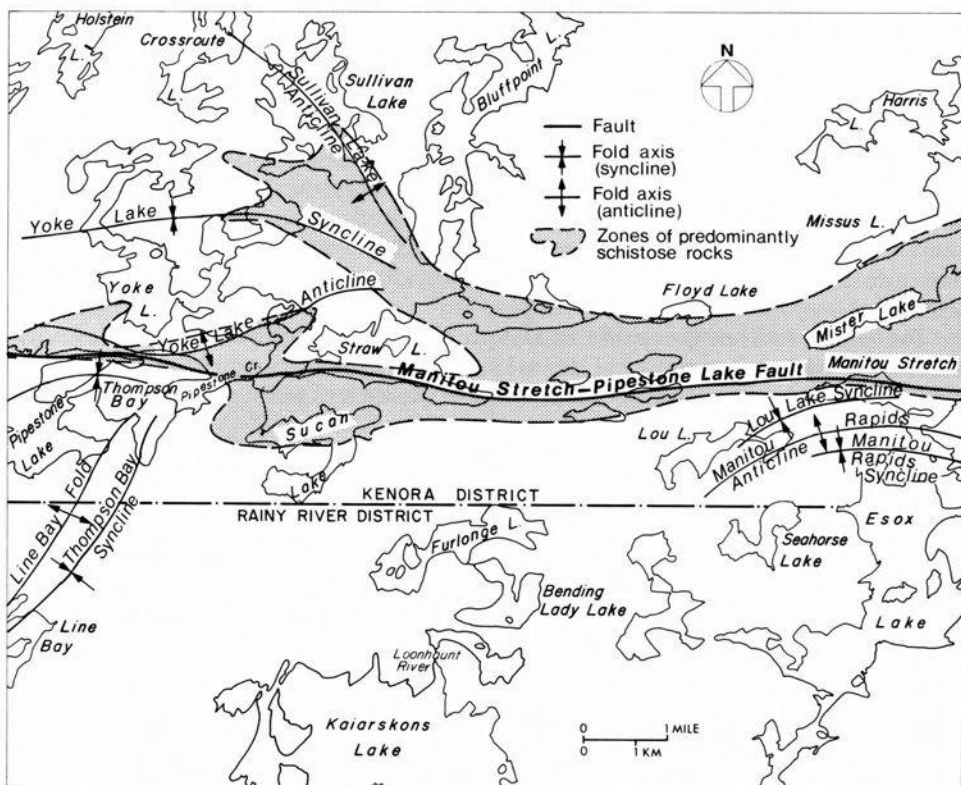 Holstein
L.
Crossroute
L.
Sullivan Lake
Anticline
Sullivan
Lake
Bluffpoint L.
N
Harris
L.
Fault
Fold axis
(syncline)
Fold axis
(anticline)
Zones of predominantly
schistose rocks
Missus L.
Yoke Lake
Syncline
Yoke
L.
Yoke Lake Anticline
Floyd Lake
Mister Lake
Straw L.
Manitou Stretch–Pipestone Lake Fault
Manitou Stretch
Thompson
Bay
Pipestone Cr.
Pipestone
Lake
Sucan
Lake
Lou L.
Lou Lake Syncline
Manitou Rapids
Anticline
Manitou
Rapids
Syncline
KENORA DISTRICT
RAINY RIVER DISTRICT
Line Bay Fold
Thompson Bay
Syncline
Line
Bay
Furlonge L.
Seahorse
Lake
Esox
Lake
Bending
Lady Lake
Loonhaunt
River
Kaiarskons
Lake
0 1 MILE
0 1 KM